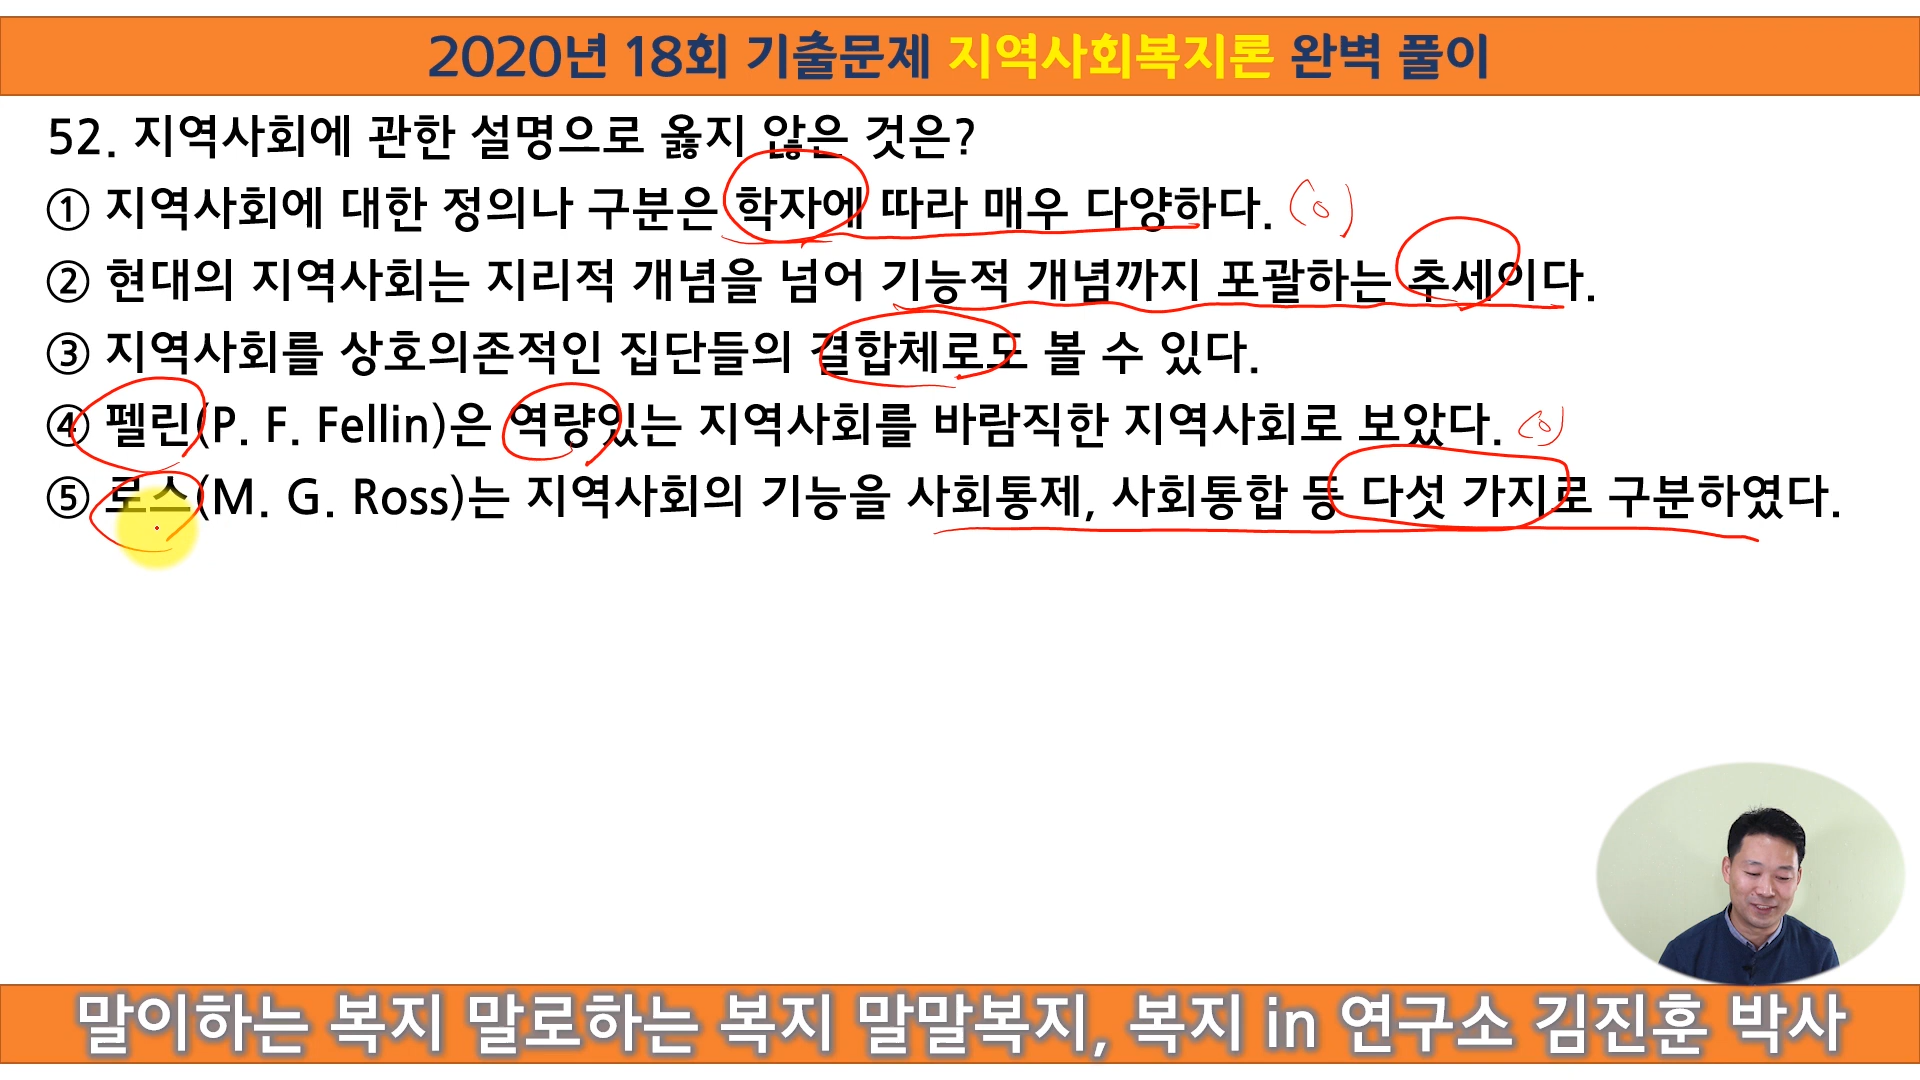 2020년 18회 기출문제 지역사회복지론 완벽 풀이
52. 지역사회에 관한 설명으로 옳지 않은 것은?
① 지역사회에 대한 정의나 구분은 학자에 따라 매우 다양하다. (o)
② 현대의 지역사회는 지리적 개념을 넘어 기능적 개념까지 포괄하는 추세이다.
③ 지역사회를 상호의존적인 집단들의 결합체로도 볼 수 있다.
④ 펠린(P. F. Fellin)은 역량있는 지역사회를 바람직한 지역사회로 보았다. (o)
⑤ 로스(M. G. Ross)는 지역사회의 기능을 사회통제, 사회통합 등 다섯 가지로 구분하였다.
말이하는 복지 말로하는 복지 말말복지, 복지 in 연구소 김진훈 박사